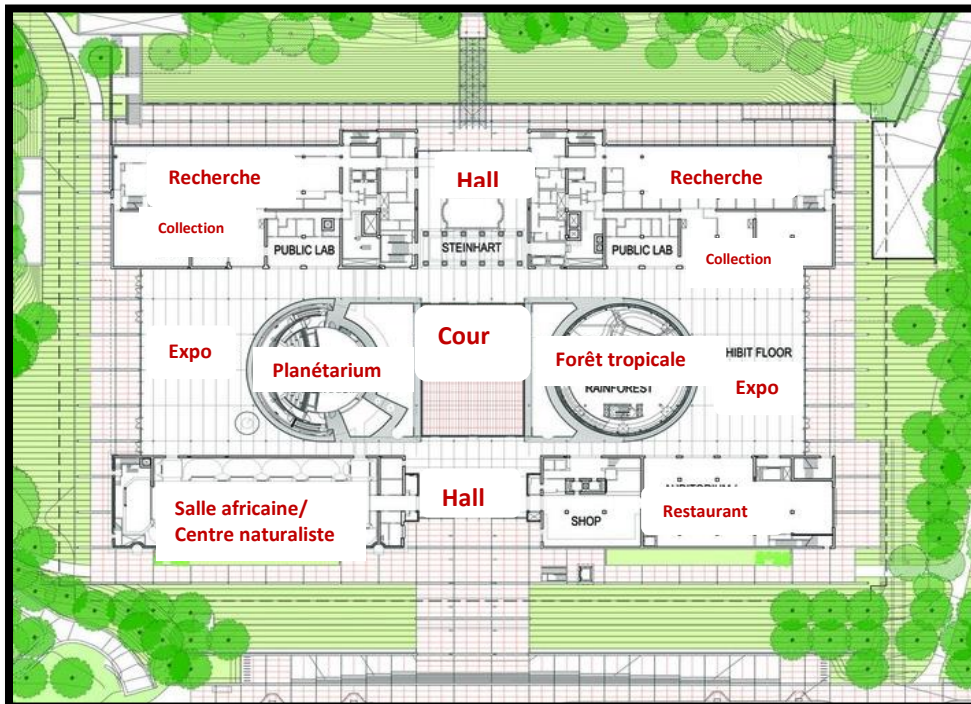 Recherche
Hall
Recherche
Collection
PUBLIC LAB
STEINHART
PUBLIC LAB
Collection
Cour
Expo
Planétarium
Forêt tropicale
HIBIT FLOOR
RAINFOREST
Expo
Salle africaine/
Centre naturaliste
Hall
SHOP
Restaurant